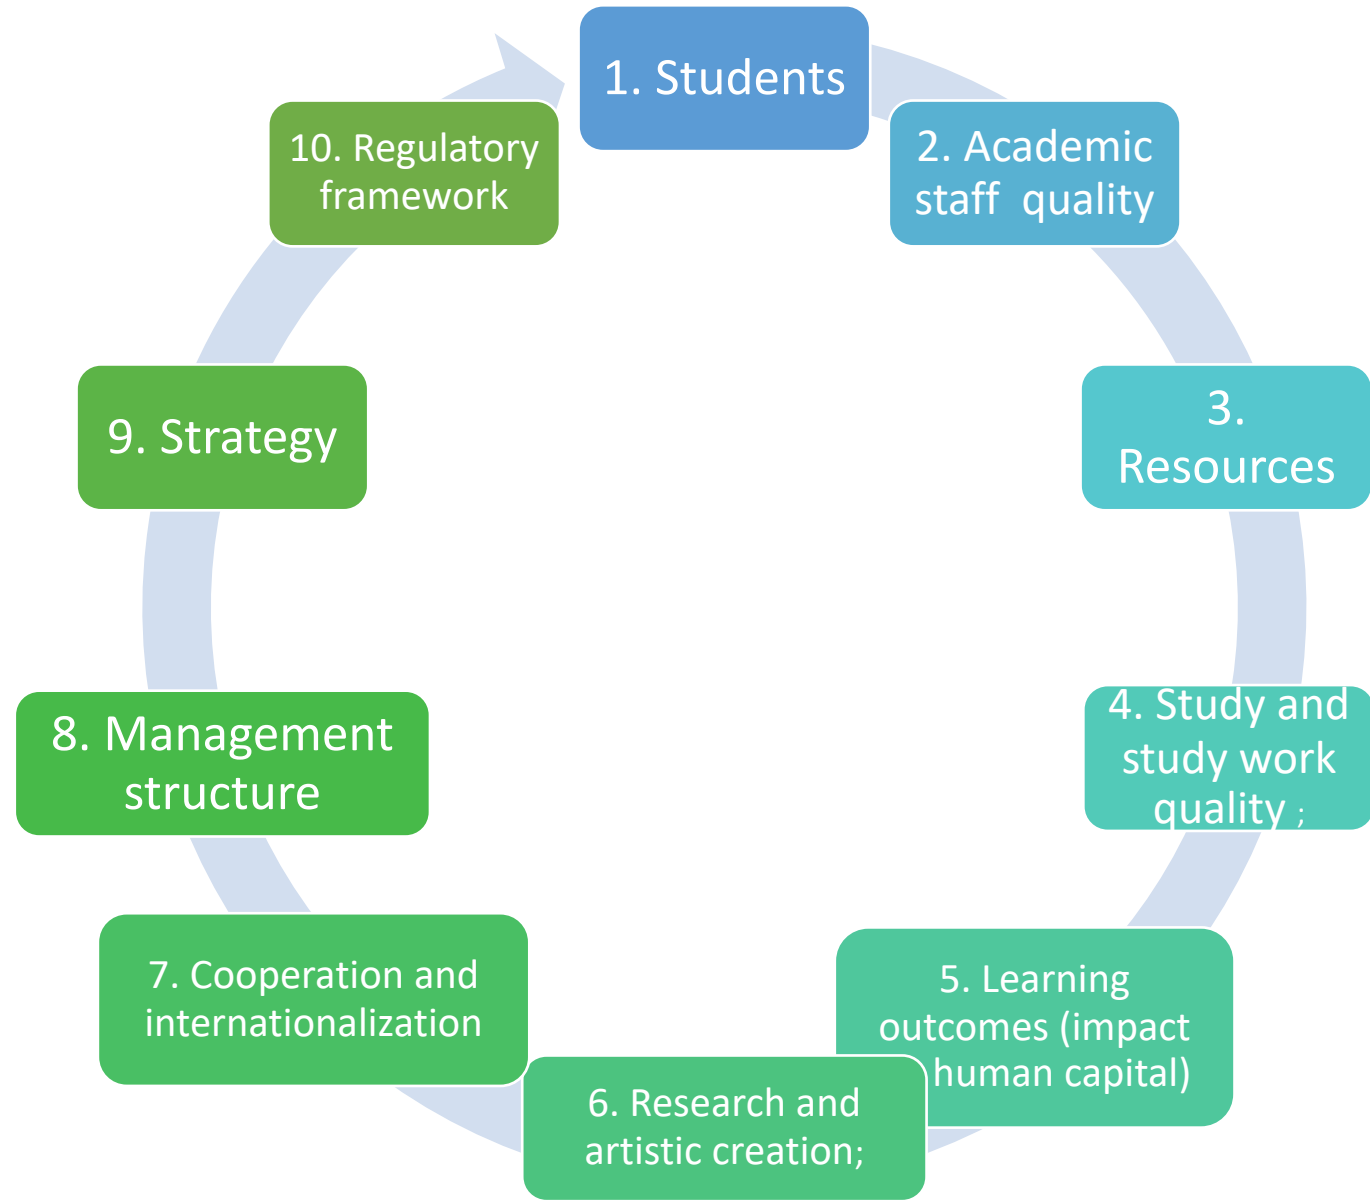 1. Students
2. Academic
staff quality
3.
Resources
4. Study and
study work
quality ;
5. Learning
outcomes (impact
human capital)
6. Research and
artistic creation;
7. Cooperation and
internationalization
8. Management
structure
9. Strategy
10. Regulatory
framework